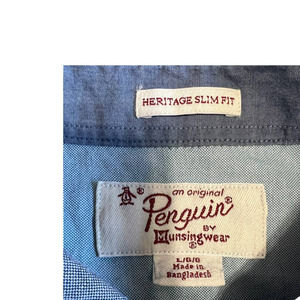 HERITAGE SLIM FIT
®
an original
Penguin®
BY
Munsingwear®
L/G/G
Made in
Bangladesh